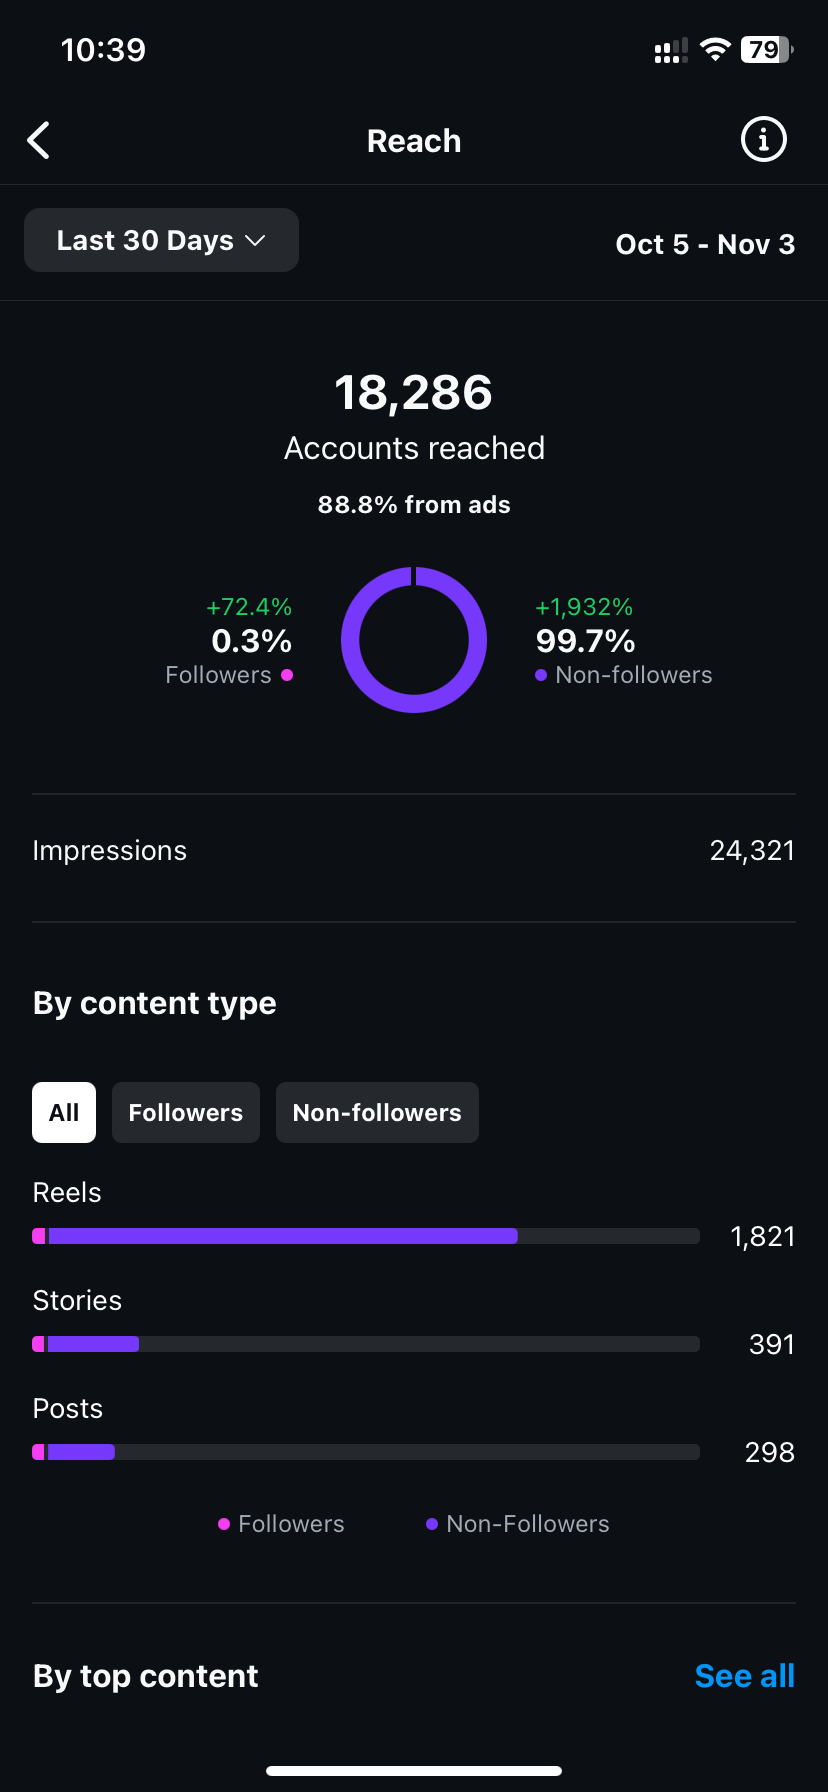 10:39
79
Reach
Last 30 Days
Oct 5 - Nov 3
18,286
Accounts reached
88.8% from ads
+72.4%
0.3%
Followers
+1,932%
99.7%
Non-followers
Impressions 24,321
By content type
All Followers Non-followers
Reels
1,821
Stories
391
Posts
298
Followers Non-Followers
By top content See all